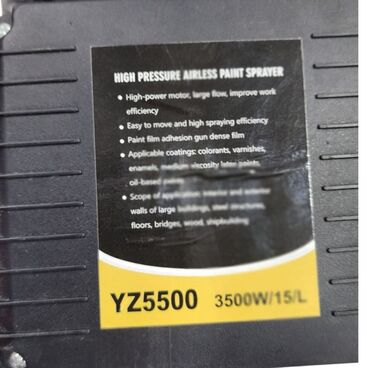 HIGH PRESSURE AIRLESS PAINT SPRAYER
• High-power motor, large flow, improve work
efficiency
• Easy to move and high spraying efficiency
• Paint film adhesion gun dense film
• Applicable coatings: colorants, varnishes,
enamels, medium viscosity latex paints,
oil-based paints
• Scope of application: interior and exterior
walls of large buildings, steel structures,
floors, bridges, wood, shipbuilding
YZ5500 3500W/15/L